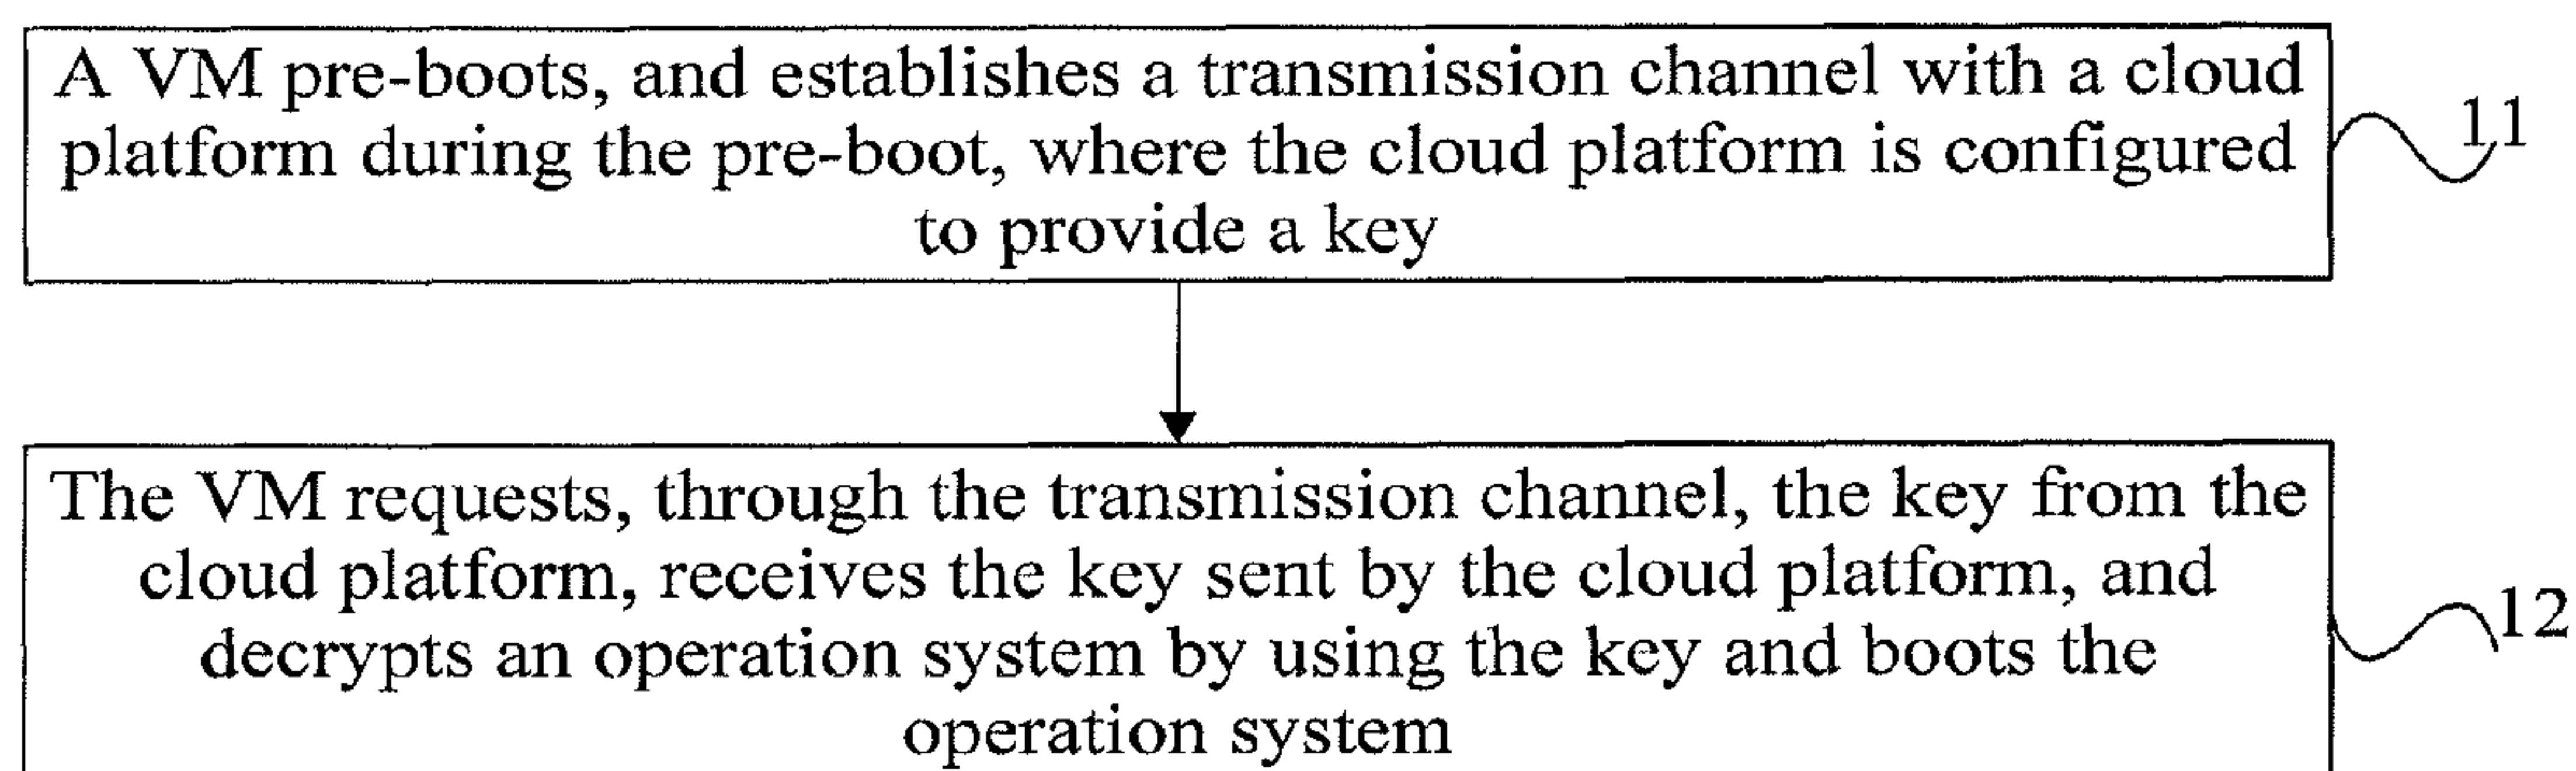 A VM pre-boots, and establishes a transmission channel with a cloud
platform during the pre-boot, where the cloud platform is configured
to provide a key
11
The VM requests, through the transmission channel, the key from the
cloud platform, receives the key sent by the cloud platform, and
decrypts an operation system by using the key and boots the
operation system
12